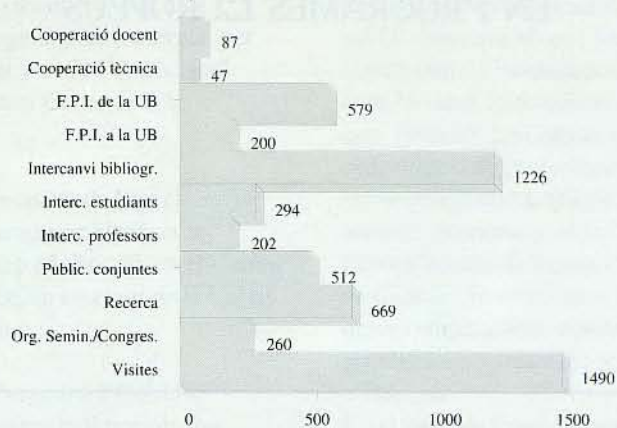 Cooperació docent 87
Cooperació tècnica 47
F.P.I. de la UB 579
F.P.I. a la UB 200
Intercanvi bibliogr. 1226
Interc. estudiants 294
Interc. professors 202
Public. conjuntes 512
Recerca 669
Org. Semin./Congres. 260
Visites 1490
0 500 1000 1500